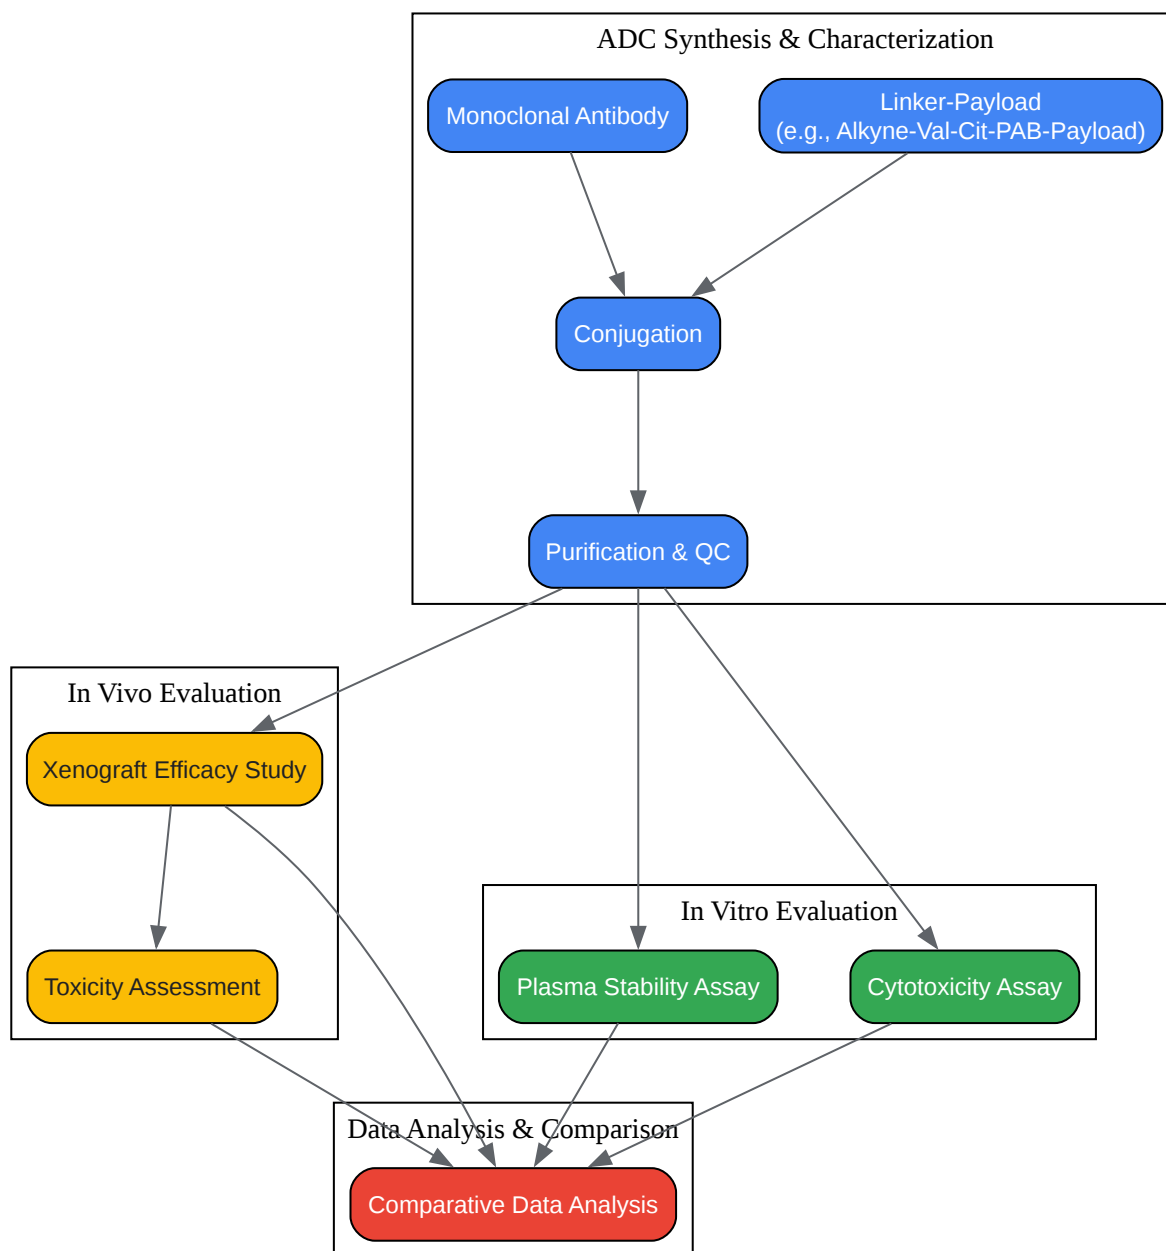 ADC Synthesis & Characterization
Monoclonal Antibody
Linker-Payload
(e.g., Alkyne-Val-Cit-PAB-Payload)
Conjugation
Purification & QC
In Vivo Evaluation
Xenograft Efficacy Study
Toxicity Assessment
In Vitro Evaluation
Plasma Stability Assay
Cytotoxicity Assay
Data Analysis & Comparison
Comparative Data Analysis